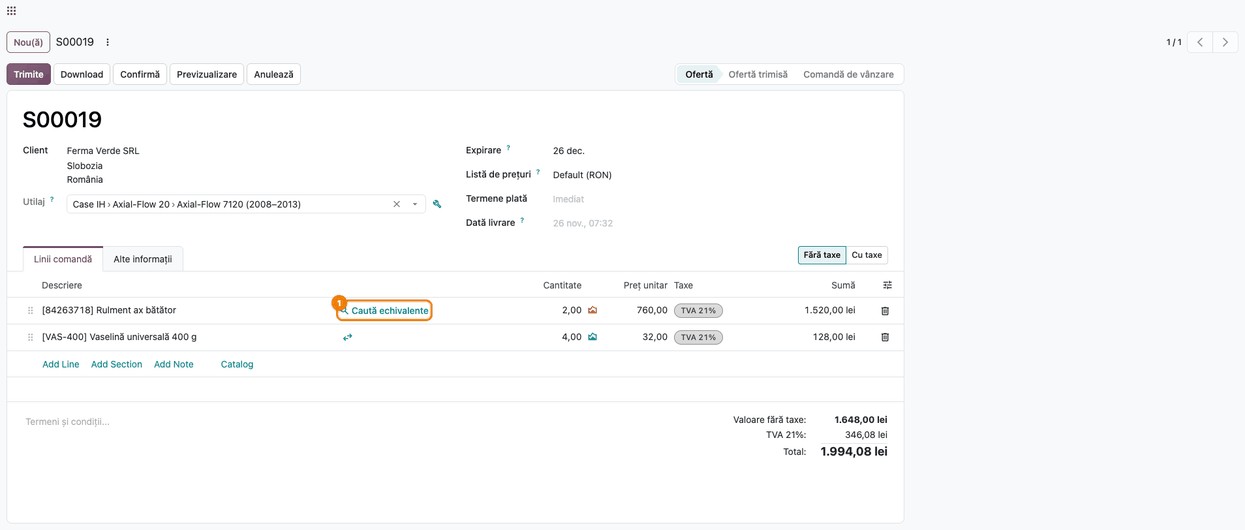 Nou(ă) S00019 1 / 1
Trimite Download Confirmă Previzualizare Anulează Ofertă Ofertă trimisă Comandă de vânzare
S00019
Client Ferma Verde SRL
Slobozia
România
Utilaj ? Case IH › Axial-Flow 20 › Axial-Flow 7120 (2008–2013)
Expirare ? 26 dec.
Listă de prețuri ? Default (RON)
Termene plată Imediat
Dată livrare ? 26 nov., 07:32
Linii comandă Alte informații Fără taxe Cu taxe
Descriere Cantitate Preț unitar Taxe Sumă
1
[84263718] Rulment ax bătător Caută echivalente 2,00 760,00 TVA 21% 1.520,00 lei
[VAS-400] Vaselină universală 400 g 4,00 32,00 TVA 21% 128,00 lei
Add Line Add Section Add Note Catalog
Termeni și condiții...
Valoare fără taxe: 1.648,00 lei
TVA 21%: 346,08 lei
Total: 1.994,08 lei